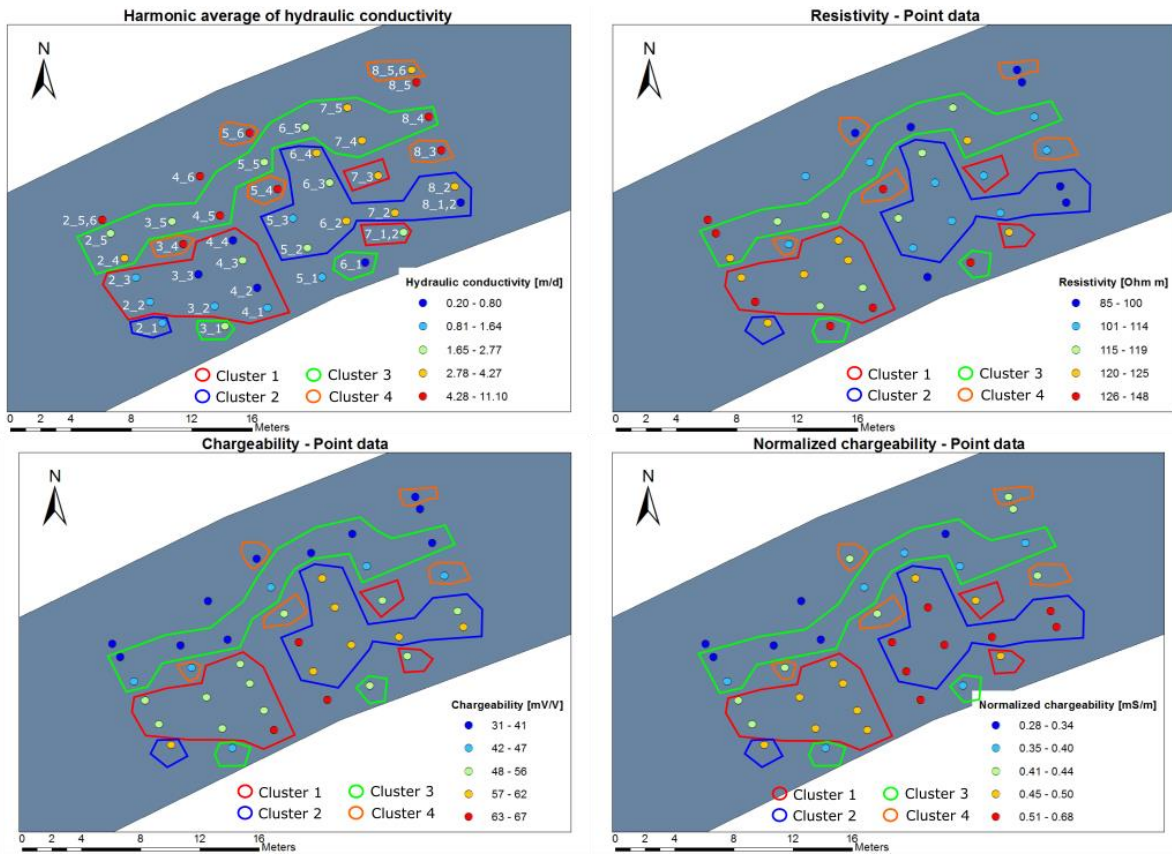 Harmonic average of hydraulic conductivity
N
8_5,6
8_5
7_5
8_4
5_6
6_5
7_4
6_4
8_3
5_5
4_6
7_3
5_4
6_3
8_2
8_1,2
2_5,6
3_5
4_5
5_3
7_2
6_2
2_5
3_4
4_4
7_1,2
2_4
5_2
4_3
6_1
2_3
3_3
5_1
4_2
2_2
3_2
4_1
2_1
3_1
Hydraulic conductivity [m/d]
0.20 - 0.80
0.81 - 1.64
1.65 - 2.77
2.78 - 4.27
4.28 - 11.10
Cluster 1
Cluster 3
Cluster 2
Cluster 4
0 2 4 8 12 16
Meters
Resistivity - Point data
N
Resistivity [Ohm m]
85 - 100
101 - 114
115 - 119
120 - 125
126 - 148
Cluster 1
Cluster 3
Cluster 2
Cluster 4
0 2 4 8 12 16
Meters
Chargeability - Point data
N
Chargeability [mV/V]
31 - 41
42 - 47
48 - 56
57 - 62
63 - 67
Cluster 1
Cluster 3
Cluster 2
Cluster 4
0 2 4 8 12 16
Meters
Normalized chargeability - Point data
N
Normalized chargeability [mS/m]
0.28 - 0.34
0.35 - 0.40
0.41 - 0.44
0.45 - 0.50
0.51 - 0.68
Cluster 1
Cluster 3
Cluster 2
Cluster 4
0 2 4 8 12 16
Meters